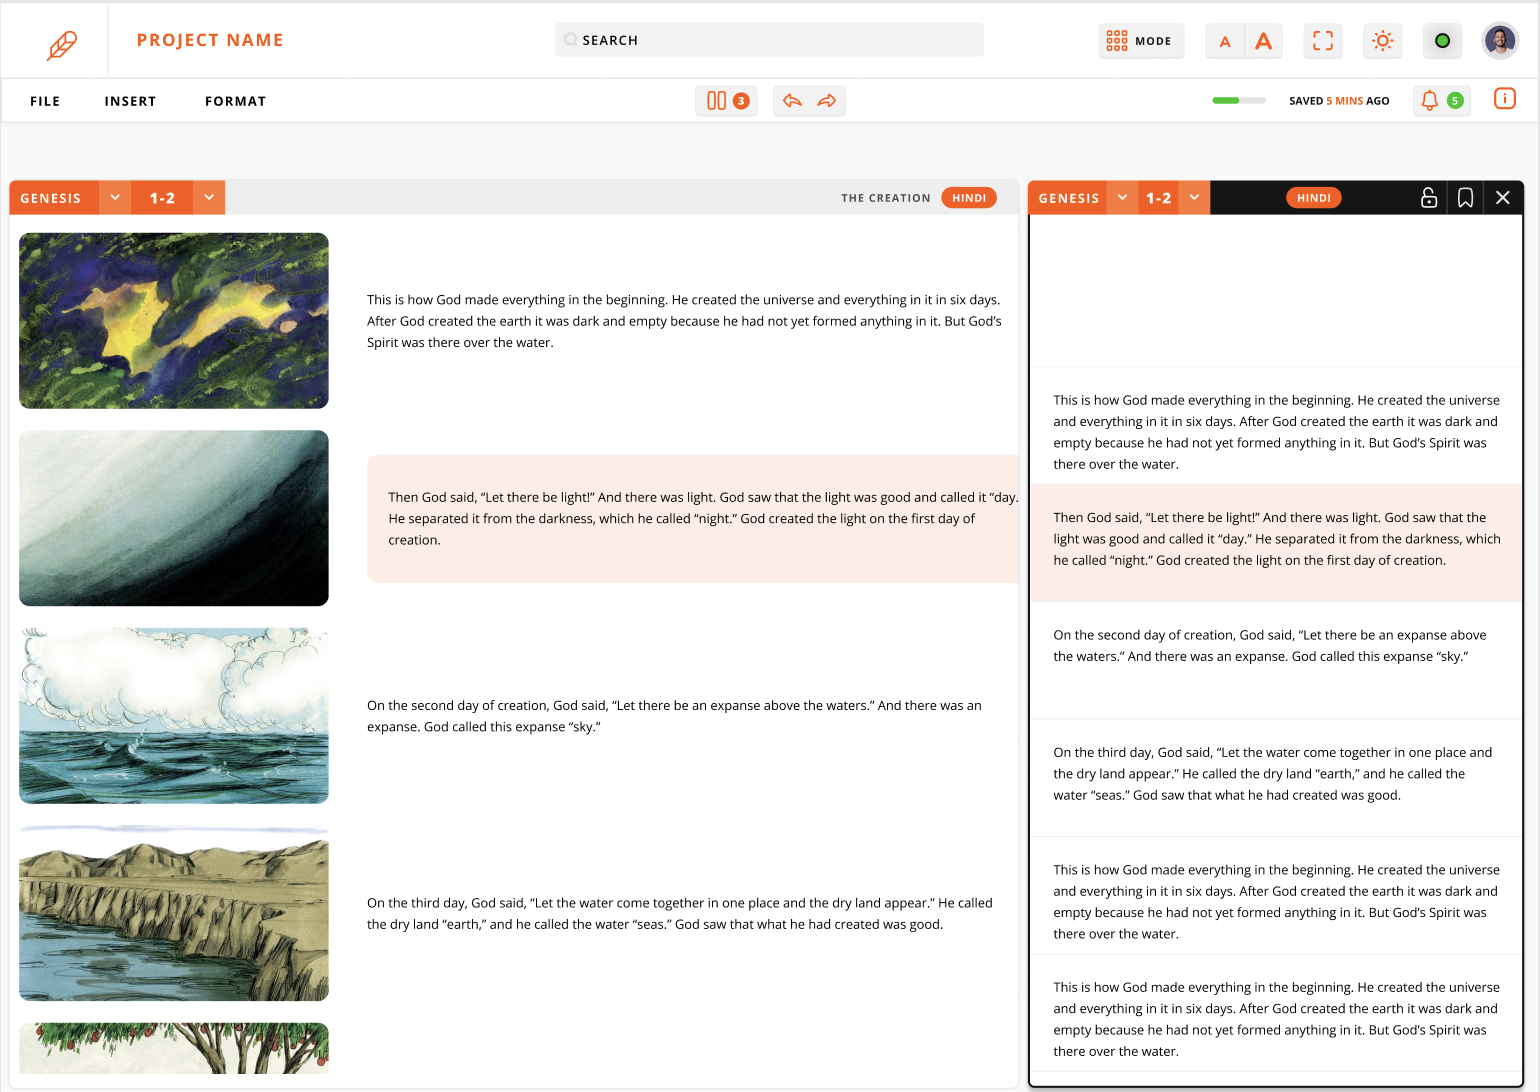 PROJECT NAME
SEARCH
MODE
A
A
FILE
INSERT
FORMAT
3
SAVED 5 MINS AGO
5
GENESIS
1-2
THE CREATION
HINDI
This is how God made everything in the beginning. He created the universe and everything in it in six days.
After God created the earth it was dark and empty because he had not yet formed anything in it. But God’s
Spirit was there over the water.
Then God said, “Let there be light!” And there was light. God saw that the light was good and called it “day.
He separated it from the darkness, which he called “night.” God created the light on the first day of
creation.
On the second day of creation, God said, “Let there be an expanse above the waters.” And there was an
expanse. God called this expanse “sky.”
On the third day, God said, “Let the water come together in one place and the dry land appear.” He called
the dry land “earth,” and he called the water “seas.” God saw that what he had created was good.
GENESIS
1-2
HINDI
This is how God made everything in the beginning. He created the universe
and everything in it in six days. After God created the earth it was dark and
empty because he had not yet formed anything in it. But God’s Spirit was
there over the water.
Then God said, “Let there be light!” And there was light. God saw that the
light was good and called it “day.” He separated it from the darkness, which
he called “night.” God created the light on the first day of creation.
On the second day of creation, God said, “Let there be an expanse above
the waters.” And there was an expanse. God called this expanse “sky.”
On the third day, God said, “Let the water come together in one place and
the dry land appear.” He called the dry land “earth,” and he called the
water “seas.” God saw that what he had created was good.
This is how God made everything in the beginning. He created the universe
and everything in it in six days. After God created the earth it was dark and
empty because he had not yet formed anything in it. But God’s Spirit was
there over the water.
This is how God made everything in the beginning. He created the universe
and everything in it in six days. After God created the earth it was dark and
empty because he had not yet formed anything in it. But God’s Spirit was
there over the water.